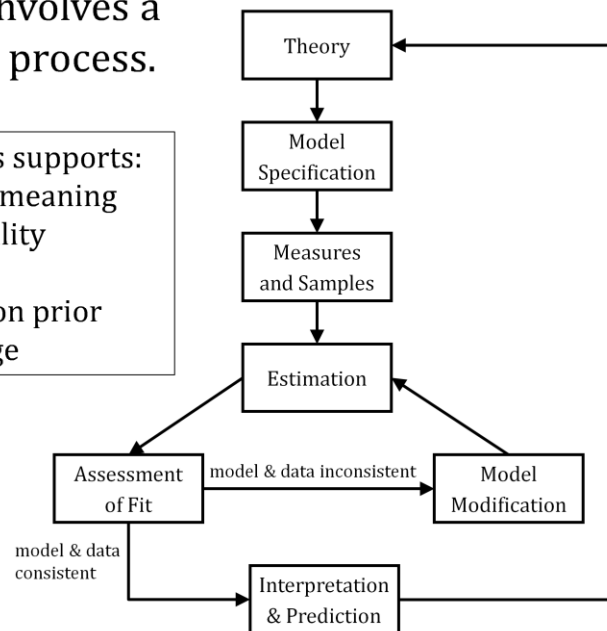 involves a
process.
s supports:
meaning
lity
on prior
ge
Theory
Model
Specification
Measures
and Samples
Estimation
Assessment
of Fit
model & data inconsistent
Model
Modification
model & data
consistent
Interpretation
& Prediction